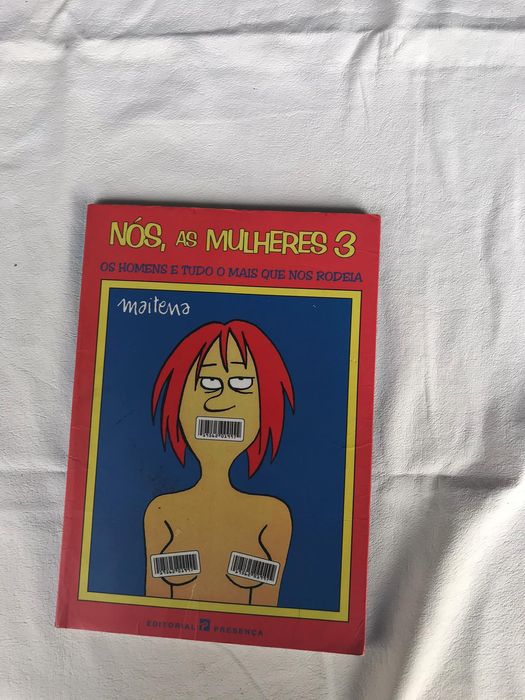 NÓS, AS MULHERES 3
OS HOMENS E TUDO O MAIS QUE NOS RODEIA
maitena
EDITORIAL PRESENÇA